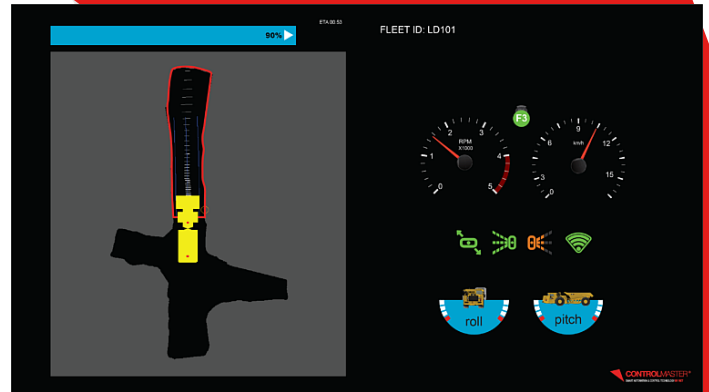 ETA 00:53
90%
FLEET ID: LD101
F3
RPM
X1000
0
1
2
3
4
5
km/h
0
3
6
9
12
15
roll
pitch
CONTROLMASTER®